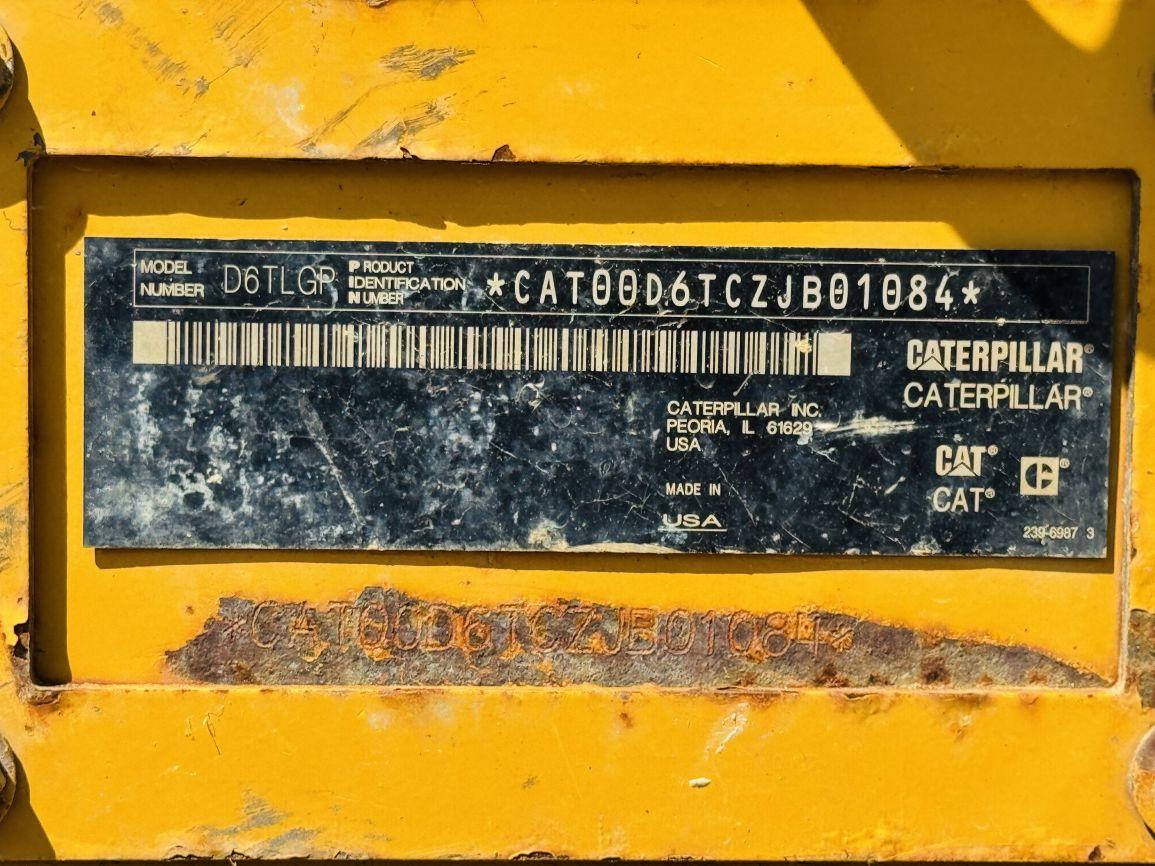 MODEL NUMBER D6TLGP PRODUCT IDENTIFICATION NUMBER *CAT00D6TCZJB01084*
CATERPILLAR®
CATERPILLAR®
CATERPILLAR INC.
PEORIA, IL 61629
USA
CAT®
CAT®
MADE IN
USA
239-6987 3
*CAT00D6TCZJB01084*